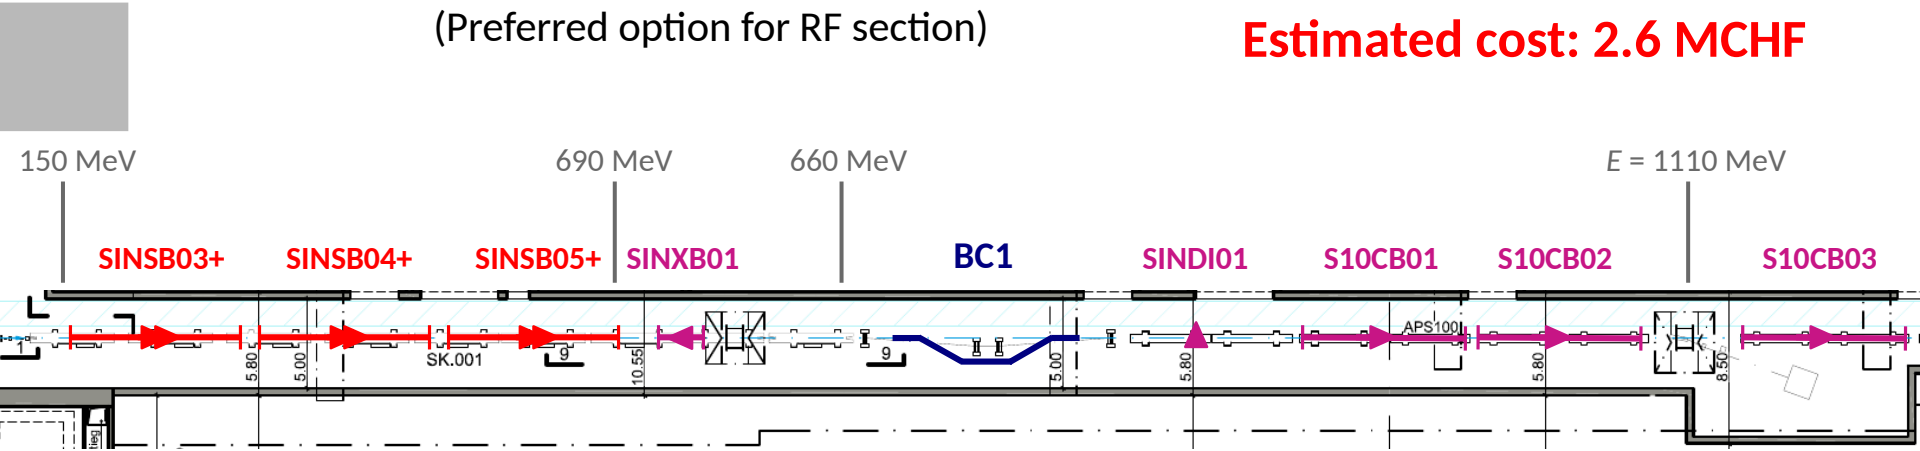 (Preferred option for RF section)
Estimated cost: 2.6 MCHF
150 MeV
690 MeV
660 MeV
E = 1110 MeV
SINSB03+
SINSB04+
SINSB05+
SINXB01
BC1
SINDI01
S10CB01
S10CB02
S10CB03
APS100
1
SK.001
9
9
5.80
5.00
10.55
5.00
5.80
5.80
8.50